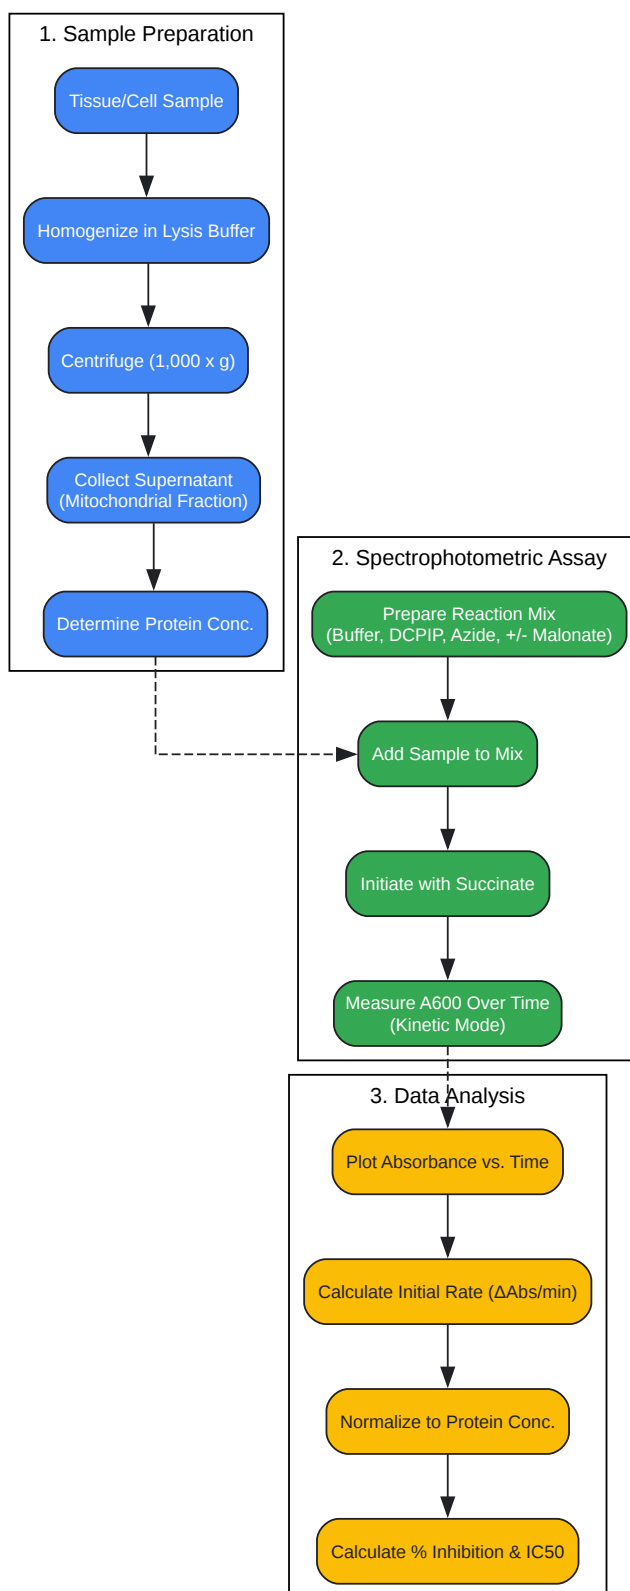 1. Sample Preparation
Tissue/Cell Sample
Homogenize in Lysis Buffer
Centrifuge (1,000 x g)
Collect Supernatant
(Mitochondrial Fraction)
Determine Protein Conc.
2. Spectrophotometric Assay
Prepare Reaction Mix
(Buffer, DCPIP, Azide, +/- Malonate)
Add Sample to Mix
Initiate with Succinate
Measure A600 Over Time
(Kinetic Mode)
3. Data Analysis
Plot Absorbance vs. Time
Calculate Initial Rate (ΔAbs/min)
Normalize to Protein Conc.
Calculate % Inhibition & IC50